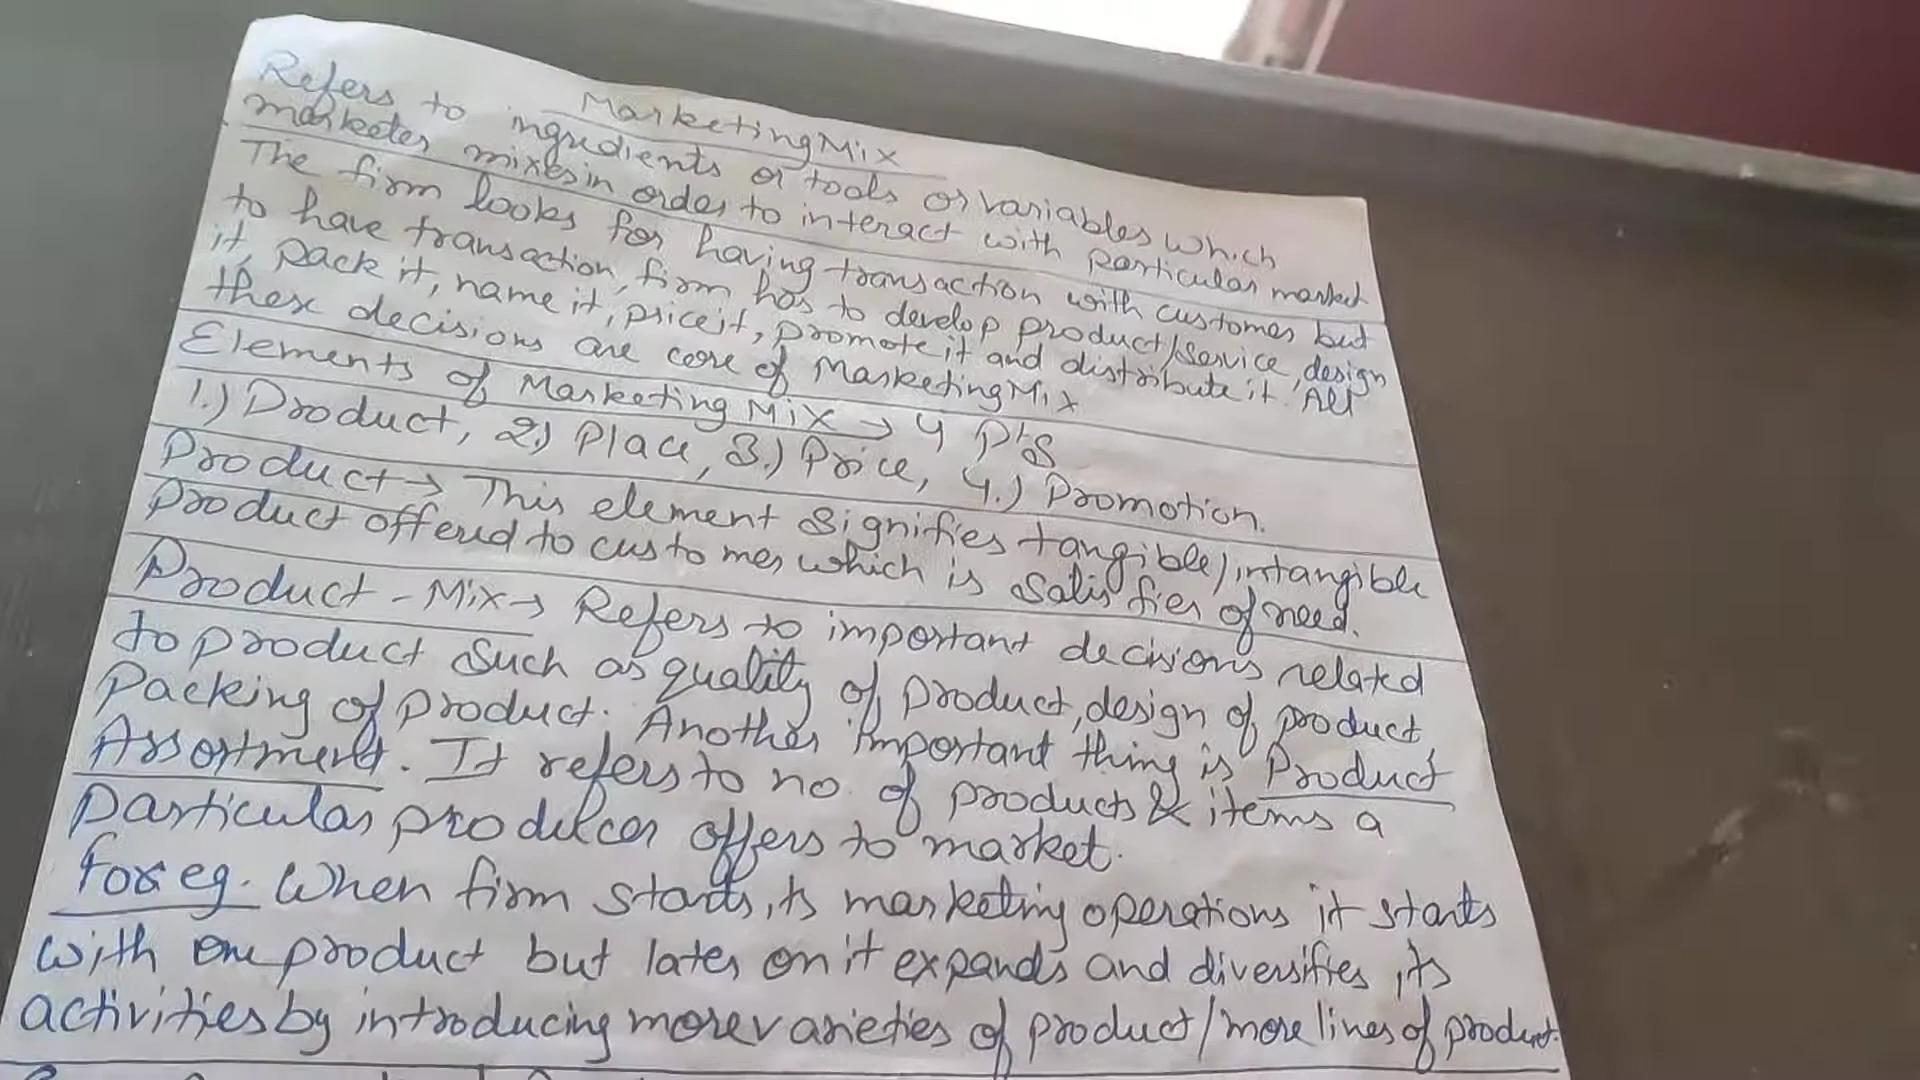 Marketing Mix
Refers to ingredients or tools or variables which
marketer mixes in order to interact with particular market
The firm looks for having transaction with customer but
to have transaction, firm has to develop product/service, design
it, pack it, name it, price it, promote it and distribute it. All
these decisions are core of Marketing Mix
Elements of Marketing Mix → 4 P's
1.) Product, 2.) Place, 3.) Price, 4.) Promotion.
Product → This element signifies tangible/intangible
product offered to customer which is satisfier of need.
Product-Mix → Refers to important decisions related
to product such as quality of product, design of product,
Packing of product. Another important thing is Product
Assortment. It refers to no. of products & items a
particular producer offers to market.
For eg. When firm starts its marketing operations it starts
with one product but later on it expands and diversifies its
activities by introducing more varieties of product/more lines of product.